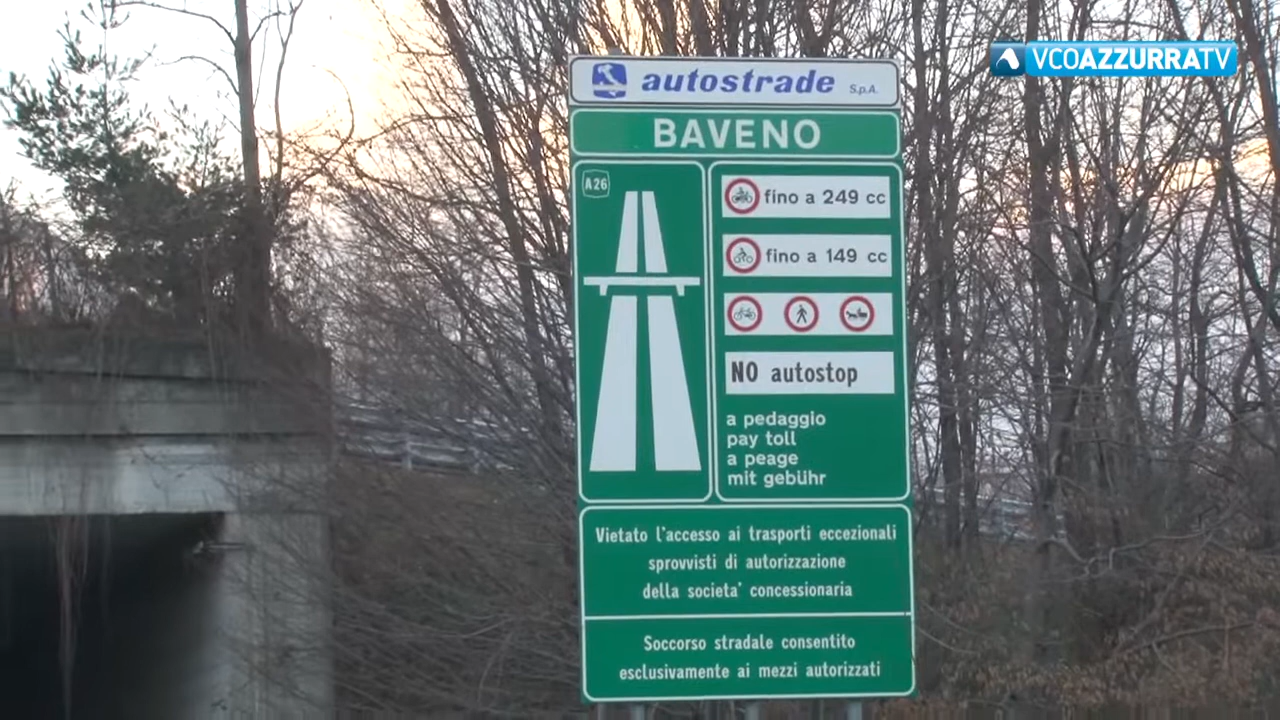 VCOAZZURRATV
autostrade S.p.A.
BAVENO
A26
fino a 249 cc
fino a 149 cc
NO autostop
a pedaggio
pay toll
a peage
mit gebühr
Vietato l'accesso ai trasporti eccezionali
sprovvisti di autorizzazione
della societa' concessionaria
Soccorso stradale consentito
esclusivamente ai mezzi autorizzati